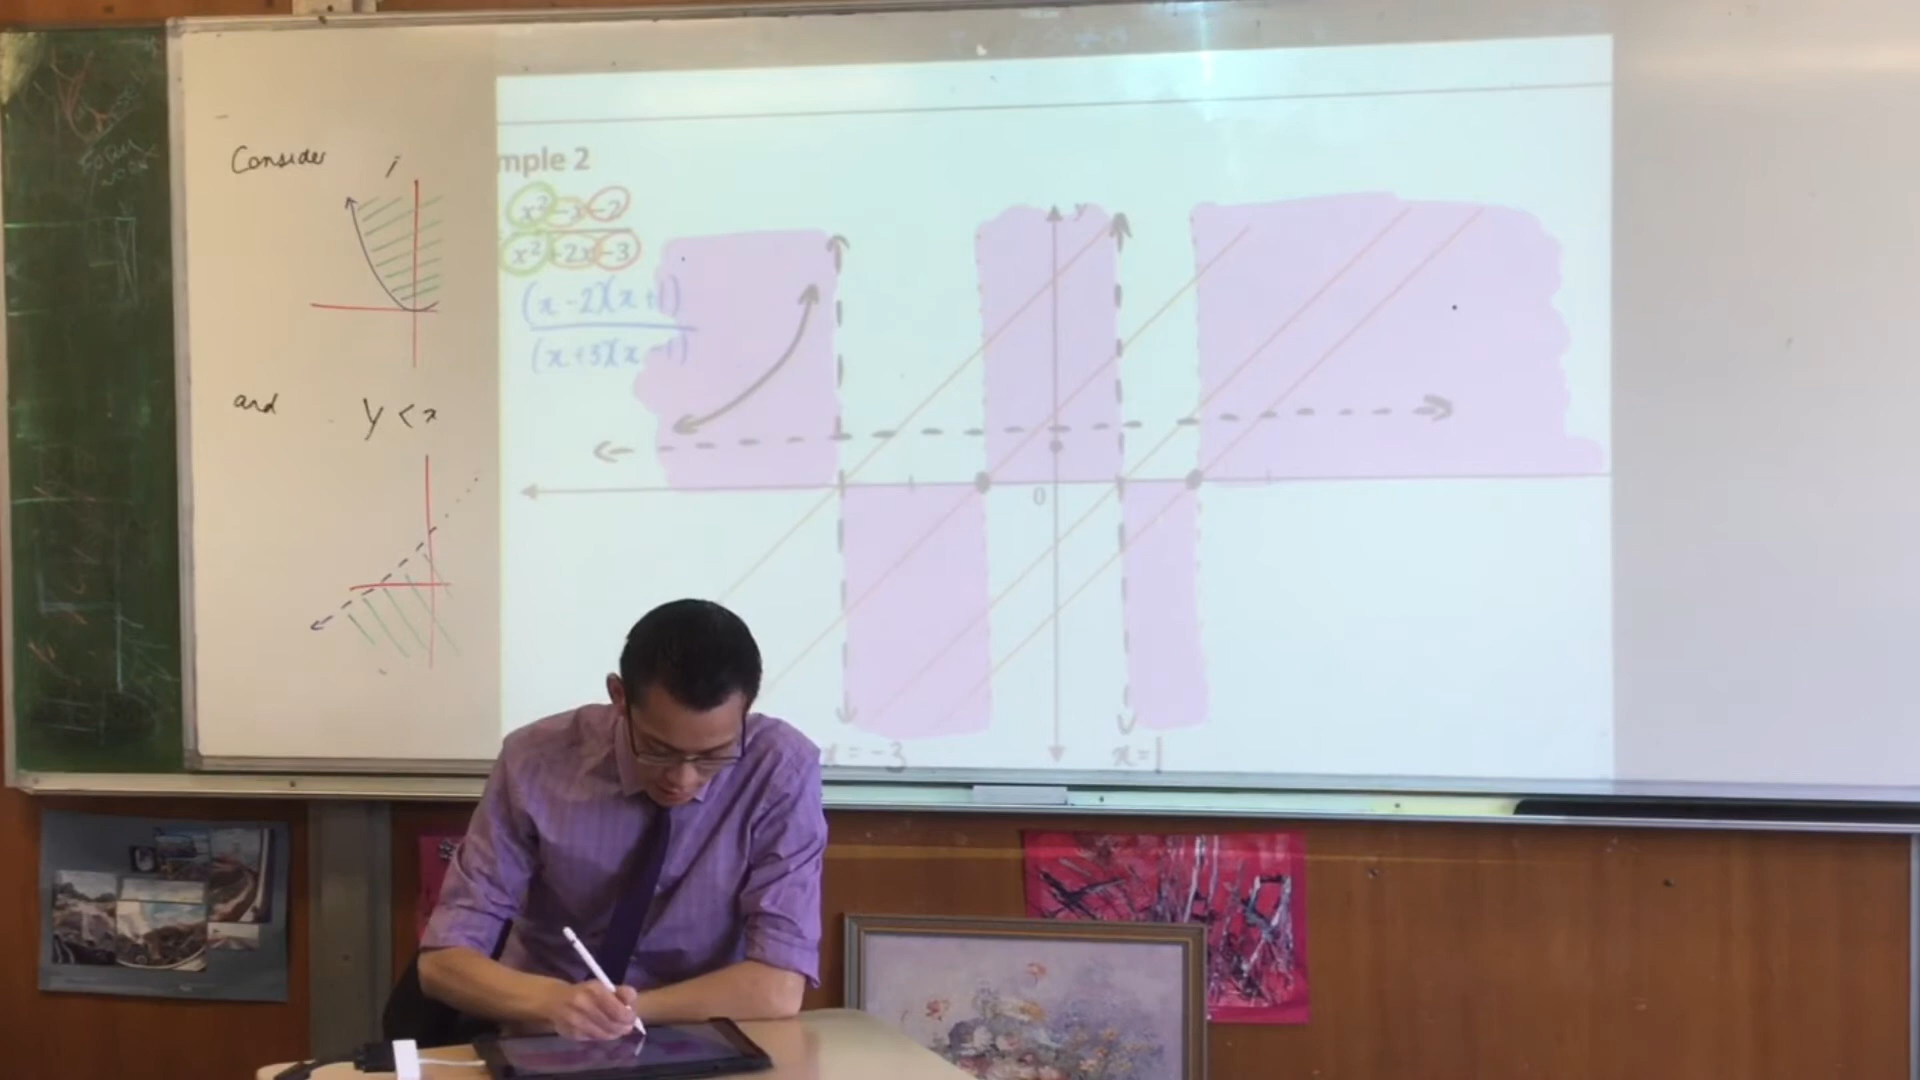 Consider
and
y < x
mple 2
x² - x - 2
x² + 2x - 3
(x - 2)(x + 1)
(x + 3)(x - 1)
y
0
x = -3
x = 1